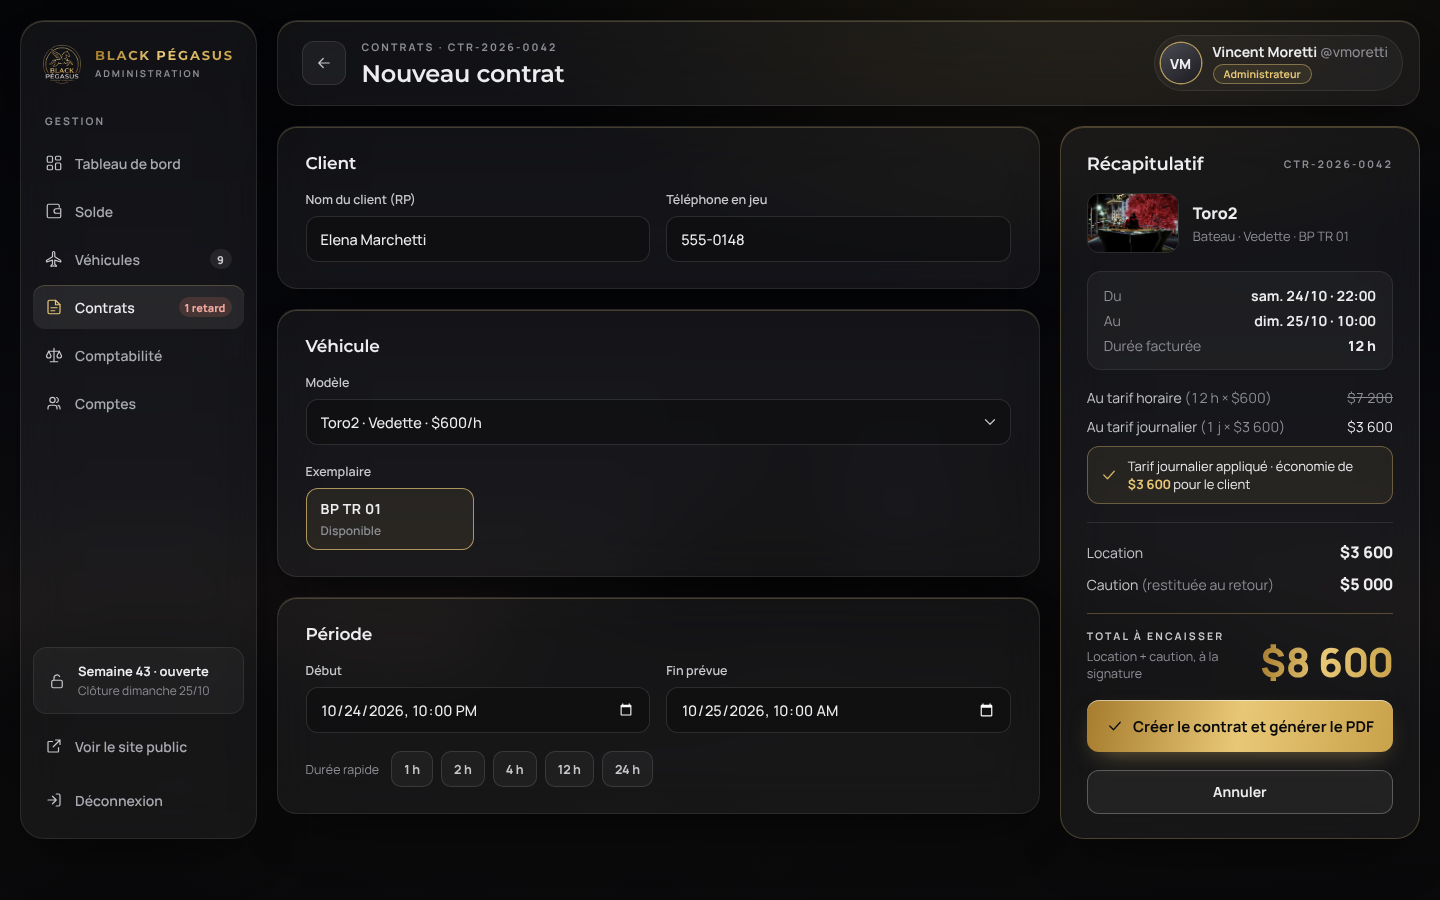 BLACK PÉGASUS
ADMINISTRATION
BLACK
PÉGASUS
GESTION
Tableau de bord
Solde
Véhicules 9
Contrats 1 retard
Comptabilité
Comptes
Semaine 43 · ouverte
Clôture dimanche 25/10
Voir le site public
Déconnexion
CONTRATS · CTR-2026-0042
Nouveau contrat
VM
Vincent Moretti @vmoretti
Administrateur
Client
Nom du client (RP)
Elena Marchetti
Téléphone en jeu
555-0148
Véhicule
Modèle
Toro2 · Vedette · $600/h
Exemplaire
BP TR 01
Disponible
Période
Début
10/24/2026, 10:00 PM
Fin prévue
10/25/2026, 10:00 AM
Durée rapide 1 h 2 h 4 h 12 h 24 h
Récapitulatif CTR-2026-0042
Toro2
Bateau · Vedette · BP TR 01
Du sam. 24/10 · 22:00
Au dim. 25/10 · 10:00
Durée facturée 12 h
Au tarif horaire (12 h × $600) $7 200
Au tarif journalier (1 j × $3 600) $3 600
Tarif journalier appliqué · économie de
$3 600 pour le client
Location $3 600
Caution (restituée au retour) $5 000
TOTAL À ENCAISSER
Location + caution, à la
signature
$8 600
Créer le contrat et générer le PDF
Annuler